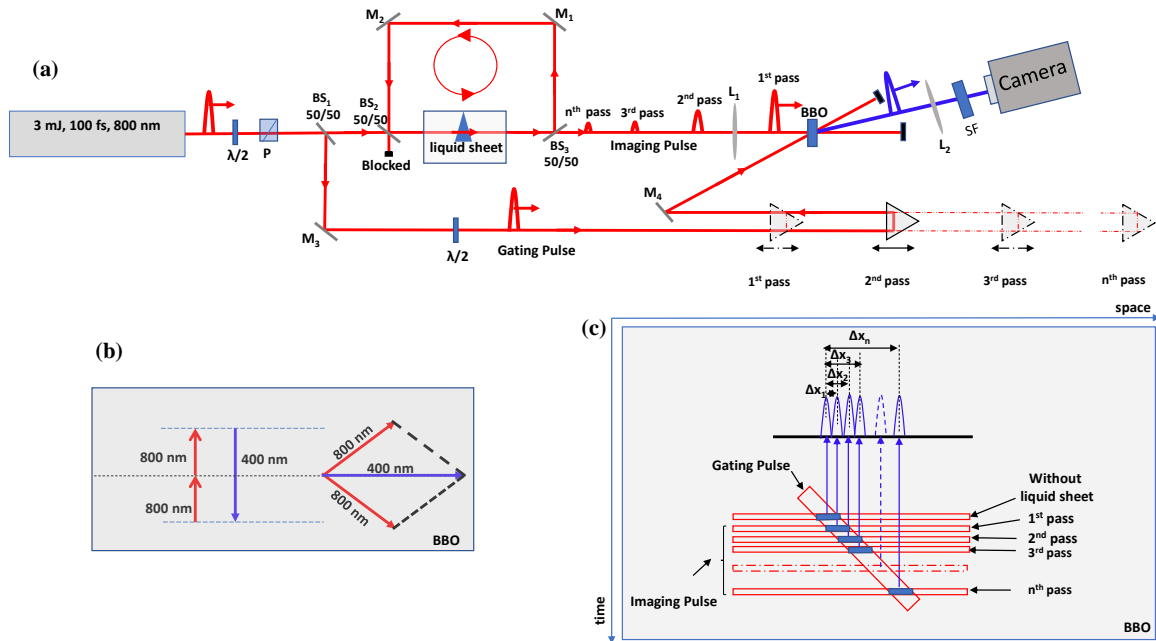 (a)
3 mJ, 100 fs, 800 nm
λ/2
P
BS1
50/50
BS2
50/50
M2
M1
liquid sheet
Blocked
BS3
50/50
nth pass
3rd pass
2nd pass
L1
1st pass
Imaging Pulse
BBO
L2
SF
Camera
M3
λ/2
Gating Pulse
M4
1st pass
2nd pass
3rd pass
nth pass
(b)
800 nm
800 nm
400 nm
800 nm
400 nm
800 nm
BBO
(c)
space
time
Δxn
Δx3
Δx2
Δx1
Gating Pulse
Without
liquid sheet
1st pass
2nd pass
3rd pass
nth pass
Imaging Pulse
BBO